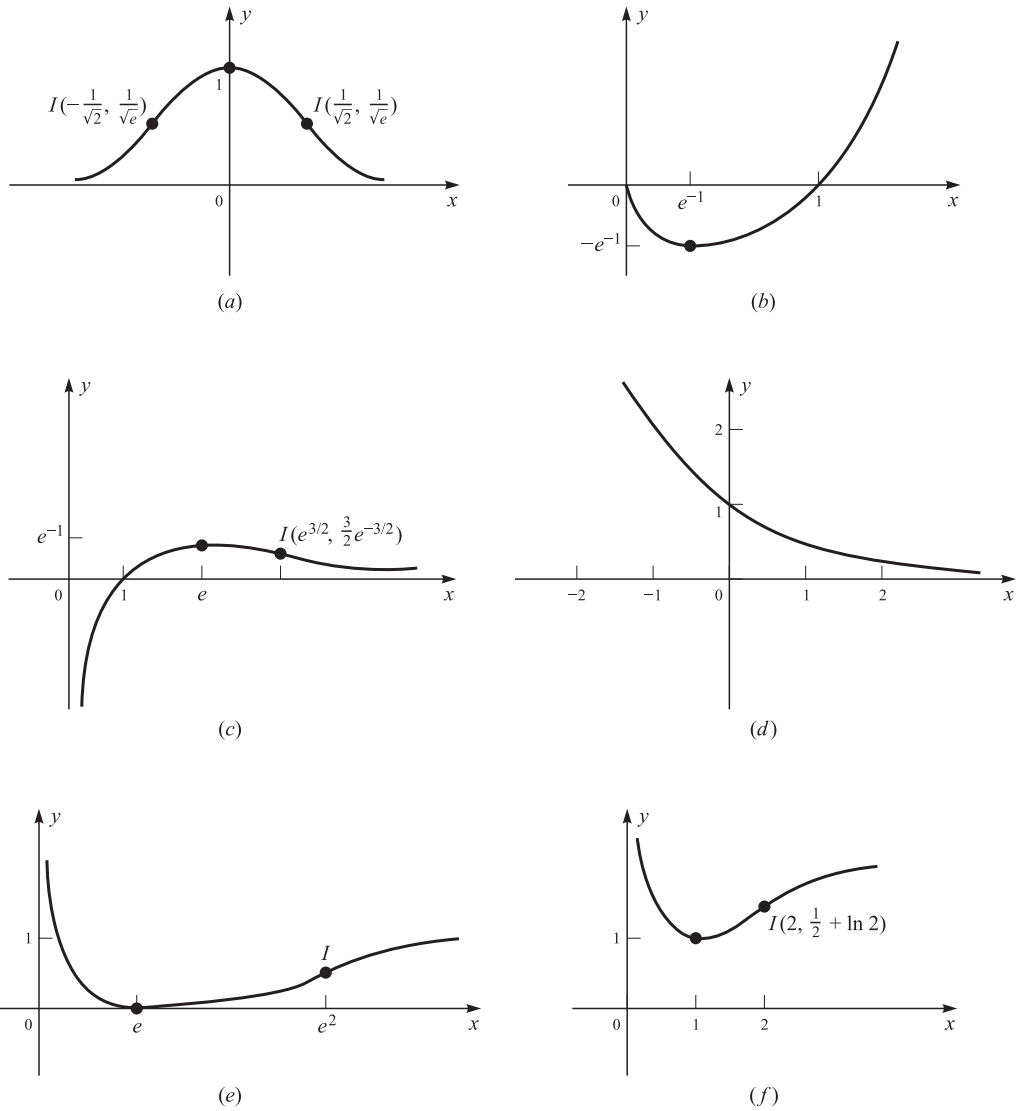 y
1
I(-1/√2, 1/√e)
I(1/√2, 1/√e)
0
x
(a)
y
0
e⁻¹
1
x
-e⁻¹
(b)
y
e⁻¹
I(e^{3/2}, 3/2 e^{-3/2})
0
1
e
x
(c)
y
2
1
-2
-1
0
1
2
x
(d)
y
1
I
0
e
e²
x
(e)
y
1
I(2, 1/2 + ln 2)
0
1
2
x
(f)